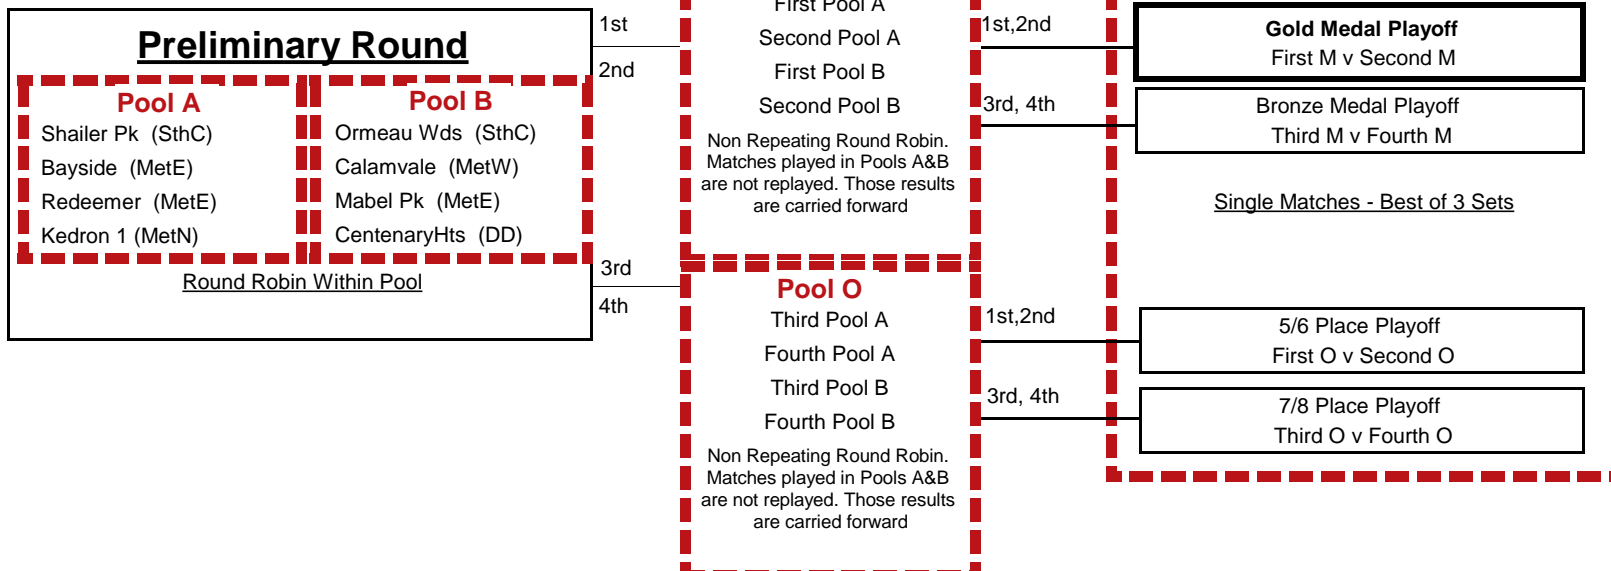 Preliminary Round
Pool A
Shailer Pk (SthC)
Bayside (MetE)
Redeemer (MetE)
Kedron 1 (MetN)
Pool B
Ormeau Wds (SthC)
Calamvale (MetW)
Mabel Pk (MetE)
CentenaryHts (DD)
Round Robin Within Pool
1st
2nd
3rd
4th
First Pool A
Second Pool A
First Pool B
Second Pool B
Non Repeating Round Robin.
Matches played in Pools A&B
are not replayed. Those results
are carried forward
Pool O
Third Pool A
Fourth Pool A
Third Pool B
Fourth Pool B
Non Repeating Round Robin.
Matches played in Pools A&B
are not replayed. Those results
are carried forward
1st,2nd
3rd, 4th
1st,2nd
3rd, 4th
Gold Medal Playoff
First M v Second M
Bronze Medal Playoff
Third M v Fourth M
Single Matches - Best of 3 Sets
5/6 Place Playoff
First O v Second O
7/8 Place Playoff
Third O v Fourth O